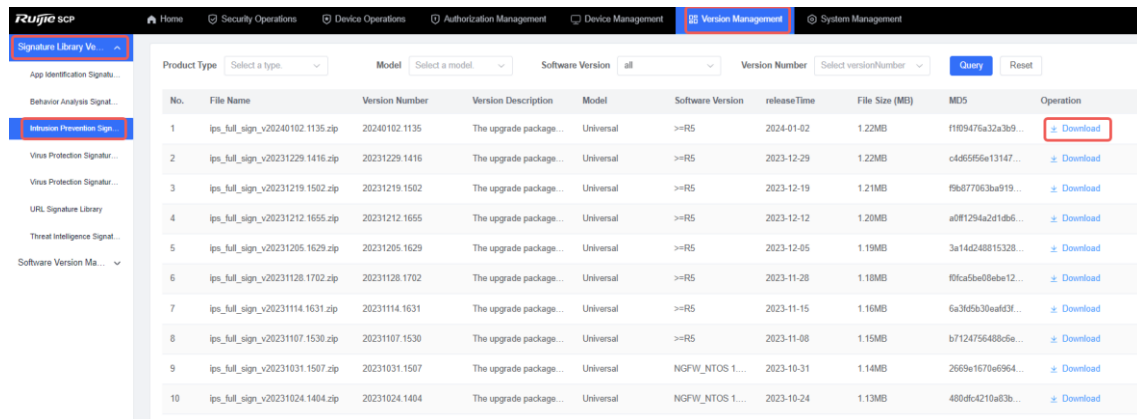 Ruijie SCP Home Security Operations Device Operations Authorization Management Device Management Version Management System Management
Signature Library Ve...
App Identification Signatu...
Behavior Analysis Signat...
Intrusion Prevention Sign...
Virus Protection Signatur...
Virus Protection Signatur...
URL Signature Library
Threat Intelligence Signat...
Software Version Ma...
Product Type Select a type. Model Select a model. Software Version all Version Number Select versionNumber Query Reset
No. File Name Version Number Version Description Model Software Version releaseTime File Size (MB) MD5 Operation
1 ips_full_sign_v20240102.1135.zip 20240102.1135 The upgrade package... Universal >=R5 2024-01-02 1.22MB f1f09476a32a3b9... Download
2 ips_full_sign_v20231229.1416.zip 20231229.1416 The upgrade package... Universal >=R5 2023-12-29 1.22MB c4d65f56e13147... Download
3 ips_full_sign_v20231219.1502.zip 20231219.1502 The upgrade package... Universal >=R5 2023-12-19 1.21MB f9b877063ba919... Download
4 ips_full_sign_v20231212.1655.zip 20231212.1655 The upgrade package... Universal >=R5 2023-12-12 1.20MB a0ff1294a2d1db6... Download
5 ips_full_sign_v20231205.1629.zip 20231205.1629 The upgrade package... Universal >=R5 2023-12-05 1.19MB 3a14d248815328... Download
6 ips_full_sign_v20231128.1702.zip 20231128.1702 The upgrade package... Universal >=R5 2023-11-28 1.18MB f0fca5be08ebe12... Download
7 ips_full_sign_v20231114.1631.zip 20231114.1631 The upgrade package... Universal >=R5 2023-11-15 1.16MB 6a3fd5b30eafd3f... Download
8 ips_full_sign_v20231107.1530.zip 20231107.1530 The upgrade package... Universal >=R5 2023-11-08 1.15MB b7124756488c6e... Download
9 ips_full_sign_v20231031.1507.zip 20231031.1507 The upgrade package... Universal NGFW_NTOS 1.... 2023-10-31 1.14MB 2669e1670e6964... Download
10 ips_full_sign_v20231024.1404.zip 20231024.1404 The upgrade package... Universal NGFW_NTOS 1.... 2023-10-24 1.13MB 480dfc4210a83b... Download